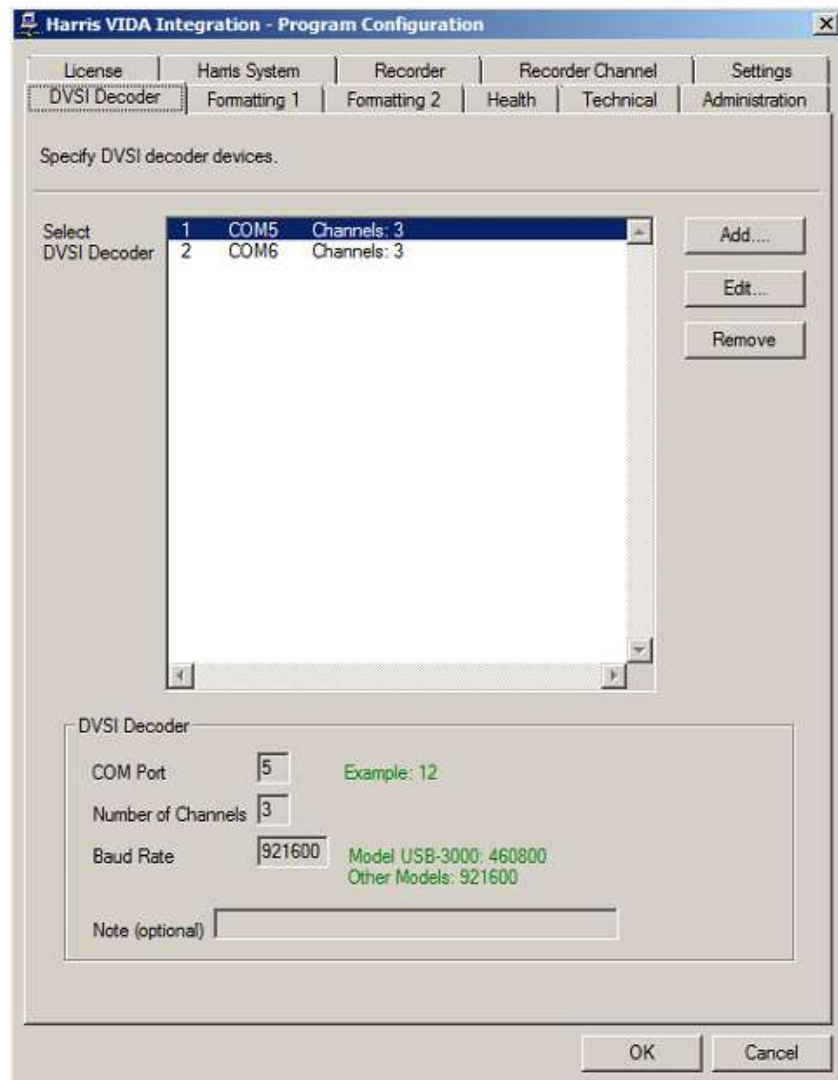 Harris VIDA Integration - Program Configuration
License Harris System Recorder Recorder Channel Settings
DVSI Decoder Formatting 1 Formatting 2 Health Technical Administration
Specify DVSI decoder devices.
Select
DVSI Decoder
1 COM5 Channels: 3
2 COM6 Channels: 3
Add....
Edit...
Remove
DVSI Decoder
COM Port 5 Example: 12
Number of Channels 3
Baud Rate 921600 Model USB-3000: 460800
Other Models: 921600
Note (optional)
OK Cancel